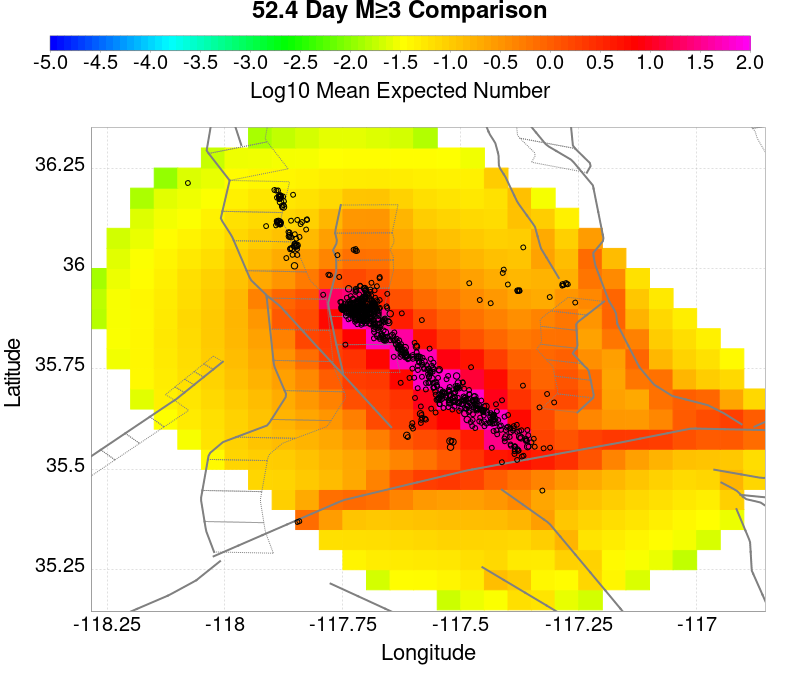 52.4 Day M≥3 Comparison
-5.0 -4.5 -4.0 -3.5 -3.0 -2.5 -2.0 -1.5 -1.0 -0.5 0.0 0.5 1.0 1.5 2.0
Log10 Mean Expected Number
36.25
36
35.75
35.5
35.25
Latitude
-118.25 -118 -117.75 -117.5 -117.25 -117
Longitude